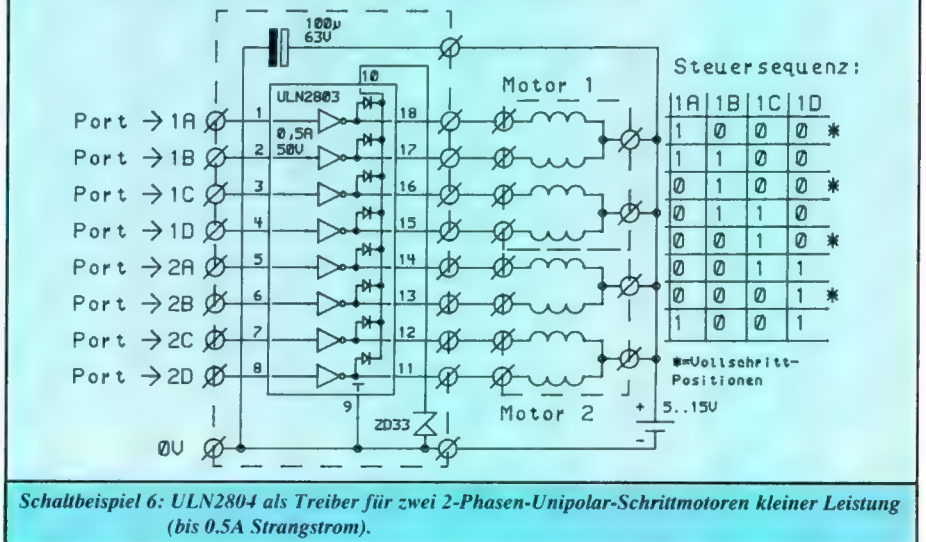 100µ
63V
10
ULN2803
0,5A
50V
Port → 1A
Port → 1B
Port → 1C
Port → 1D
Port → 2A
Port → 2B
Port → 2C
Port → 2D
0V
1
2
3
4
5
6
7
8
9
18
17
16
15
14
13
12
11
ZD33
Motor 1
Motor 2
+ 5..15V
-
Steuersequenz:
1A 1B 1C 1D
1 0 0 0 *
1 1 0 0
0 1 0 0 *
0 1 1 0
0 0 1 0 *
0 0 1 1
0 0 0 1 *
1 0 0 1
*=Vollschritt-
Positionen
Schaltbeispiel 6: ULN2804 als Treiber für zwei 2-Phasen-Unipolar-Schrittmotoren kleiner Leistung
(bis 0.5A Strangstrom).